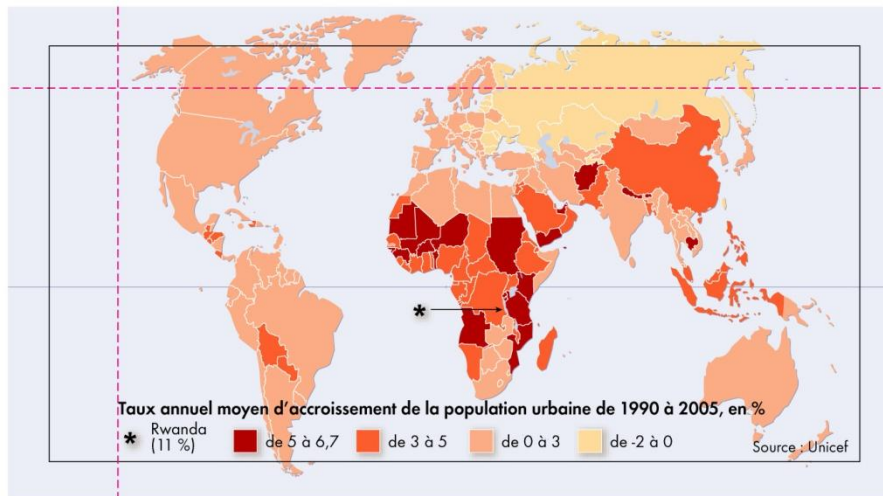 *
Taux annuel moyen d'accroissement de la population urbaine de 1990 à 2005, en %
* Rwanda (11 %)
de 5 à 6,7
de 3 à 5
de 0 à 3
de -2 à 0
Source : Unicef